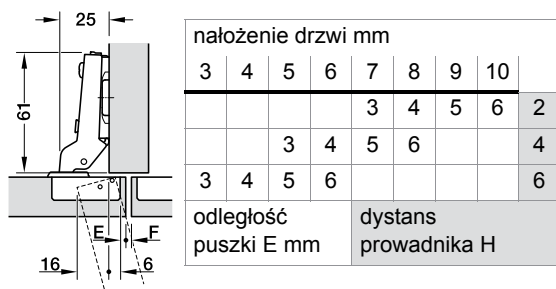 25
61
E
F
16
6
nałożenie drzwi mm
3 4 5 6 7 8 9 10
3 4 5 6 2
3 4 5 6 4
3 4 5 6 6
odległość
puszki E mm
dystans
prowadnika H